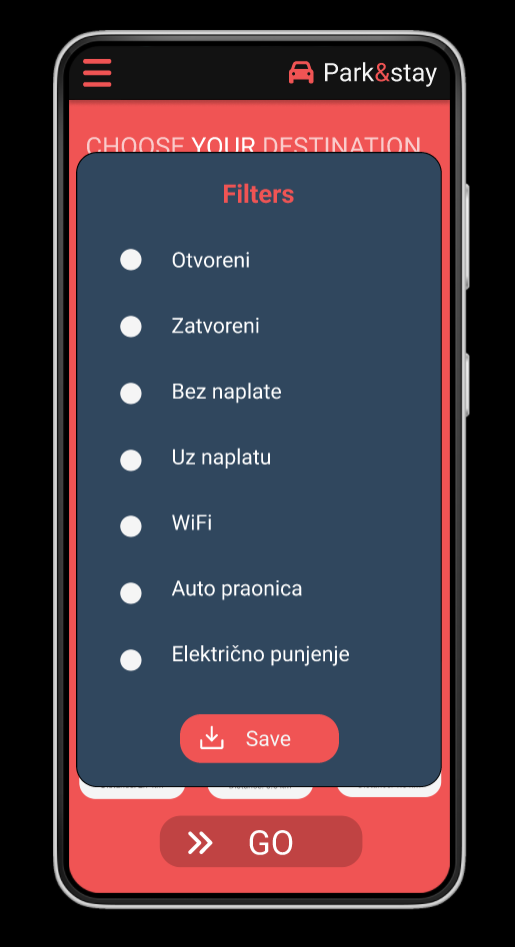 Park&stay
CHOOSE YOUR DESTINATION
Filters
Otvoreni
Zatvoreni
Bez naplate
Uz naplatu
WiFi
Auto praonica
Električno punjenje
Save
GO